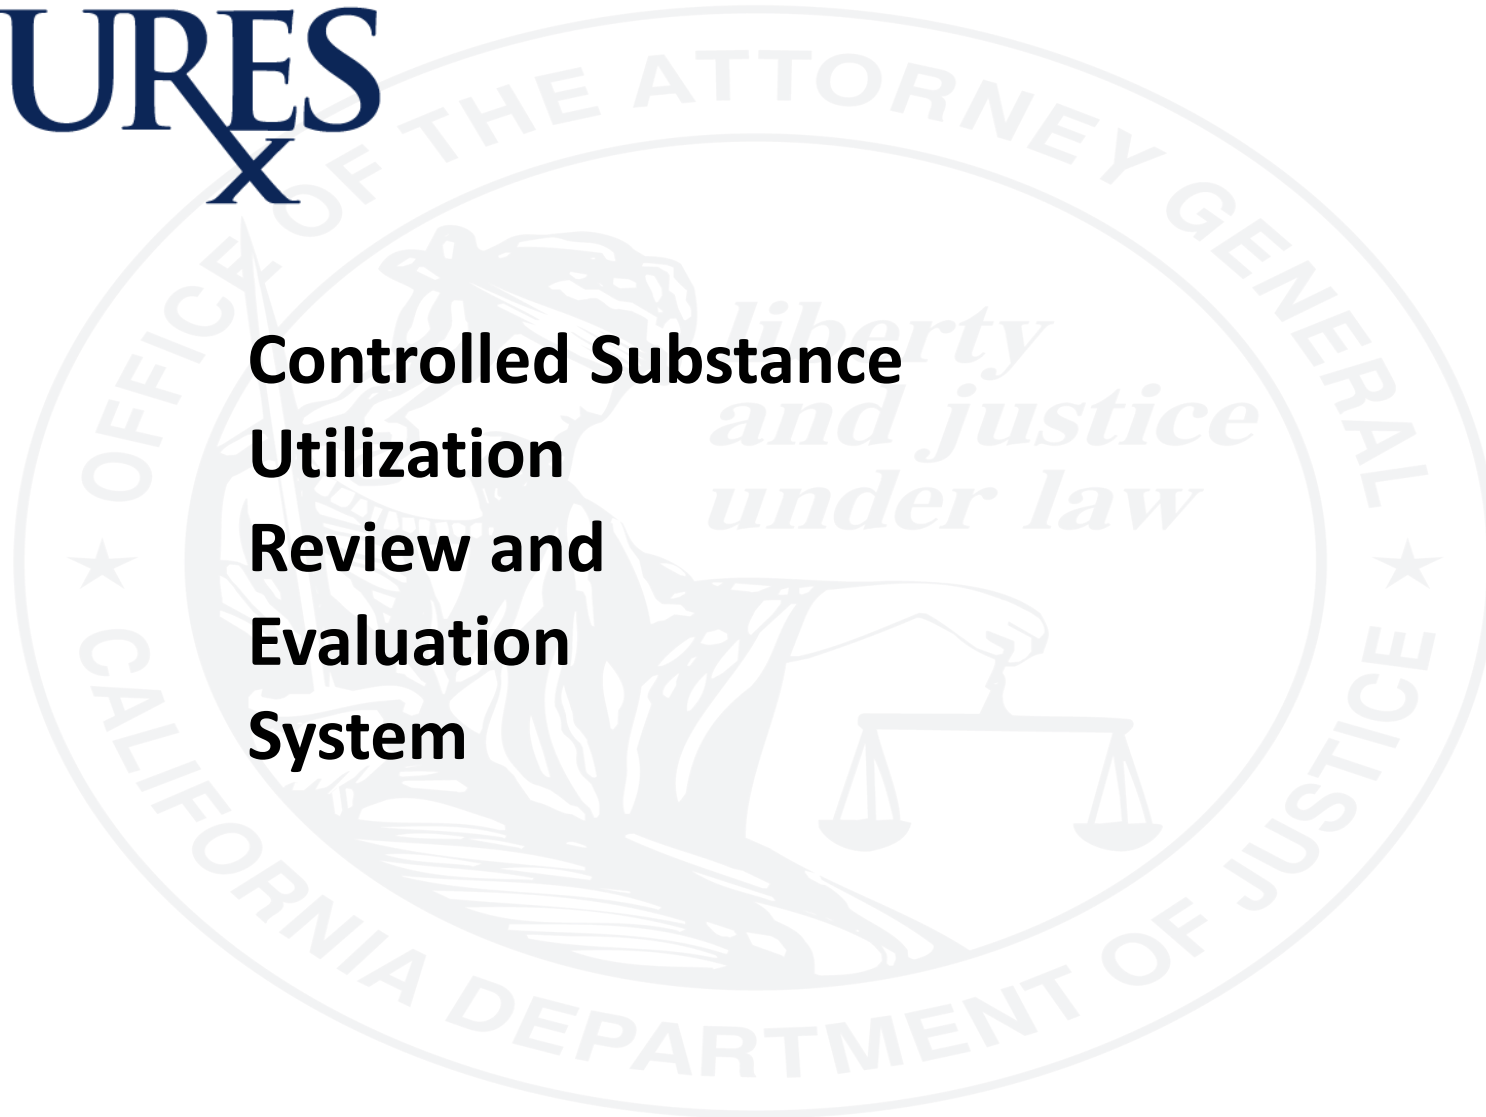 URES
x
OFFICE OF THE ATTORNEY GENERAL
liberty
and justice
under law
Controlled Substance
Utilization
Review and
Evaluation
System
CALIFORNIA DEPARTMENT OF JUSTICE